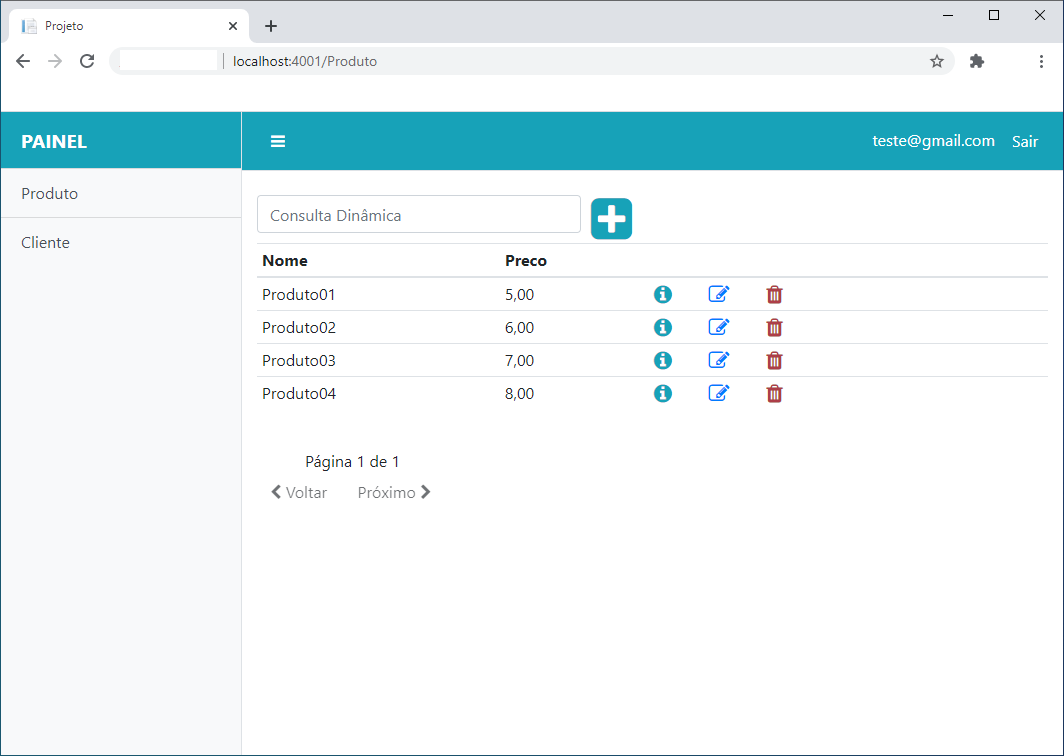 Projeto
localhost:4001/Produto
PAINEL
teste@gmail.com Sair
Produto
Cliente
Consulta Dinâmica
Nome Preco
Produto01 5,00
Produto02 6,00
Produto03 7,00
Produto04 8,00
Página 1 de 1
Voltar Próximo